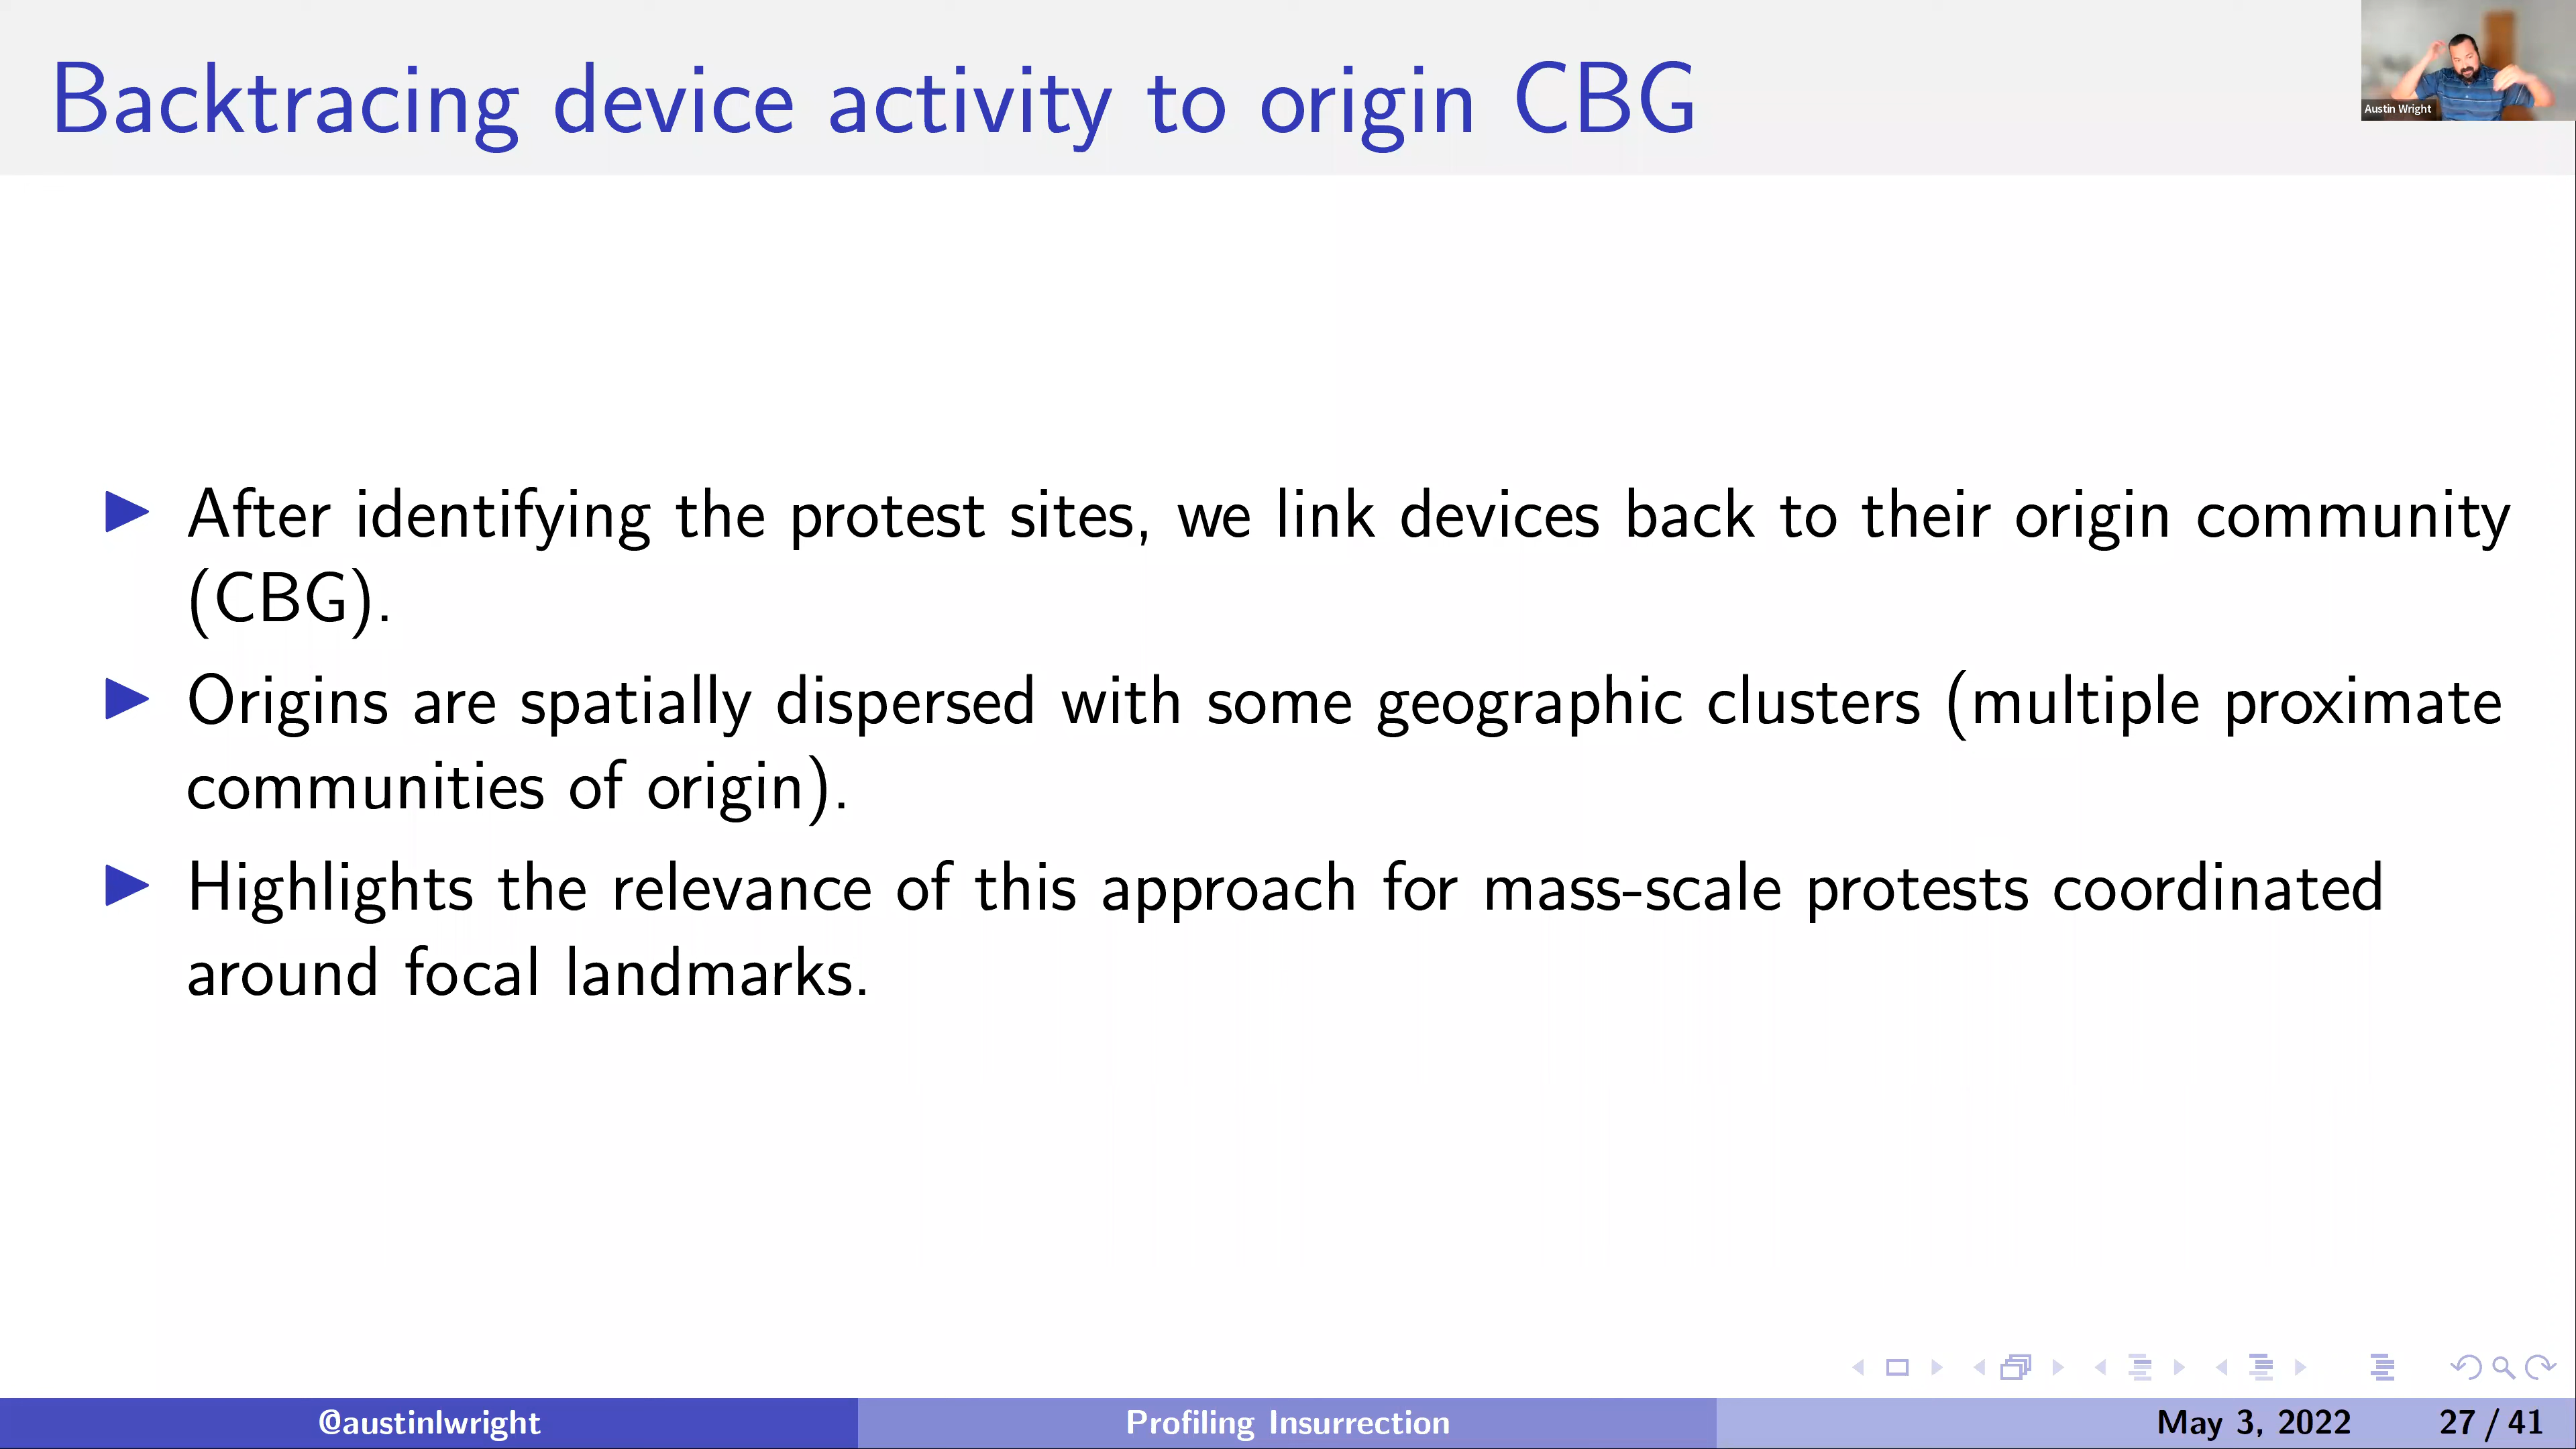 Backtracing device activity to origin CBG
Austin Wright
▶ After identifying the protest sites, we link devices back to their origin community
(CBG).
▶ Origins are spatially dispersed with some geographic clusters (multiple proximate
communities of origin).
▶ Highlights the relevance of this approach for mass-scale protests coordinated
around focal landmarks.
@austinlwright
Profiling Insurrection
May 3, 2022
27 / 41